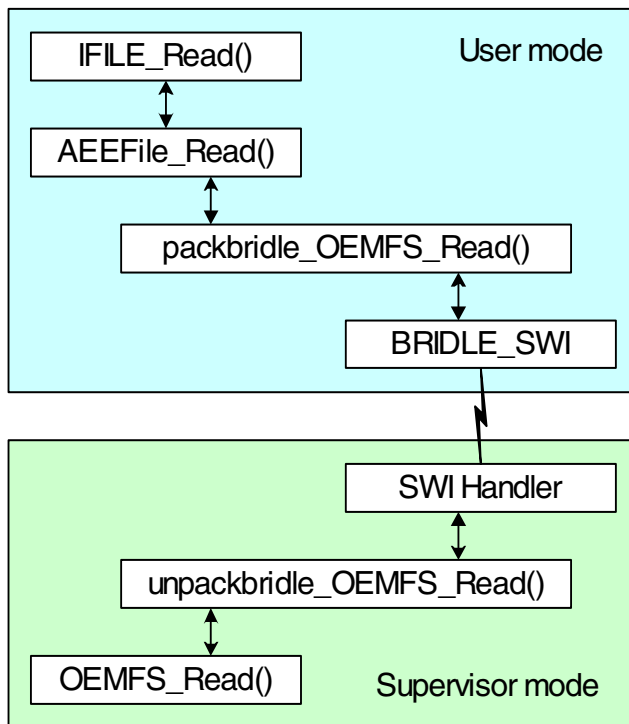 IFILE_Read()
User mode
AEEFile_Read()
packbridle_OEMFS_Read()
BRIDLE_SWI
SWI Handler
unpackbridle_OEMFS_Read()
OEMFS_Read()
Supervisor mode